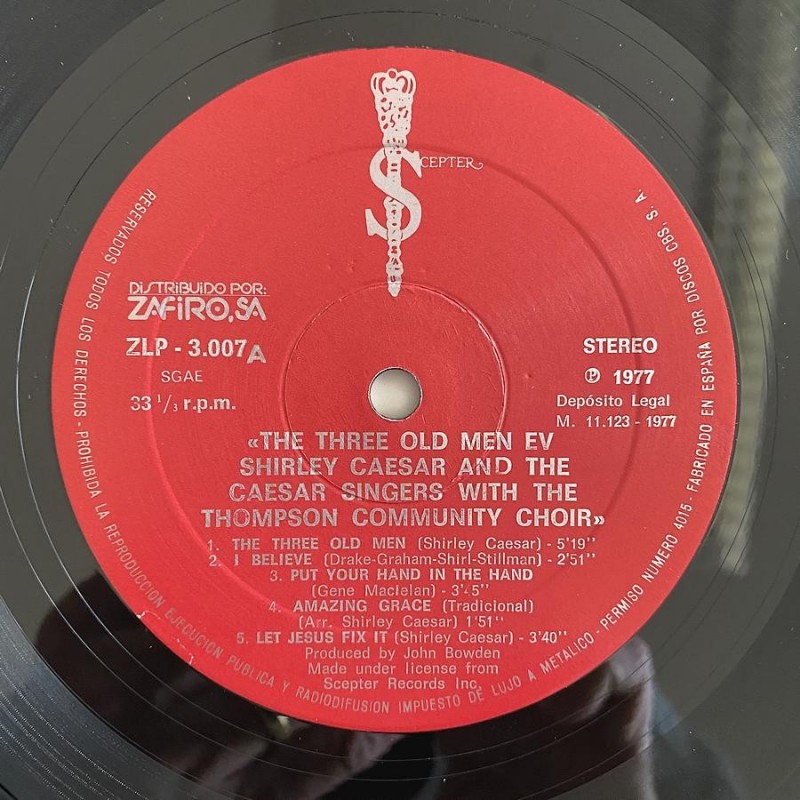 SCEPTER
DISTRIBUIDO POR:
ZAFIRO, SA
ZLP - 3.007 A
SGAE
33 1/3 r.p.m.
STEREO
℗ 1977
Depósito Legal
M. 11.123 - 1977
«THE THREE OLD MEN EV
SHIRLEY CAESAR AND THE
CAESAR SINGERS WITH THE
THOMPSON COMMUNITY CHOIR»
1. THE THREE OLD MEN (Shirley Caesar) - 5'19''
2. I BELIEVE (Drake-Graham-Shirl-Stillman) - 2'51''
3. PUT YOUR HAND IN THE HAND
(Gene Maclelan) -
4. AMAZING GRACE (Tradicional)
(Arr. Shirley Caesar) 1'51''
5. LET JESUS FIX IT (Shirley Caesar) - 3'40''
Produced by John Bowden
Made under license from
Scepter Records Inc.
RESERVADOS TODOS LOS DERECHOS - PROHIBIDA LA REPRODUCCION EJECUCION PUBLICA Y RADIODIFUSION IMPUESTO DE LUJO A METALICO - PERMISO NUMERO 4015 - FABRICADO EN ESPAÑA POR DISCOS CBS, S. A.